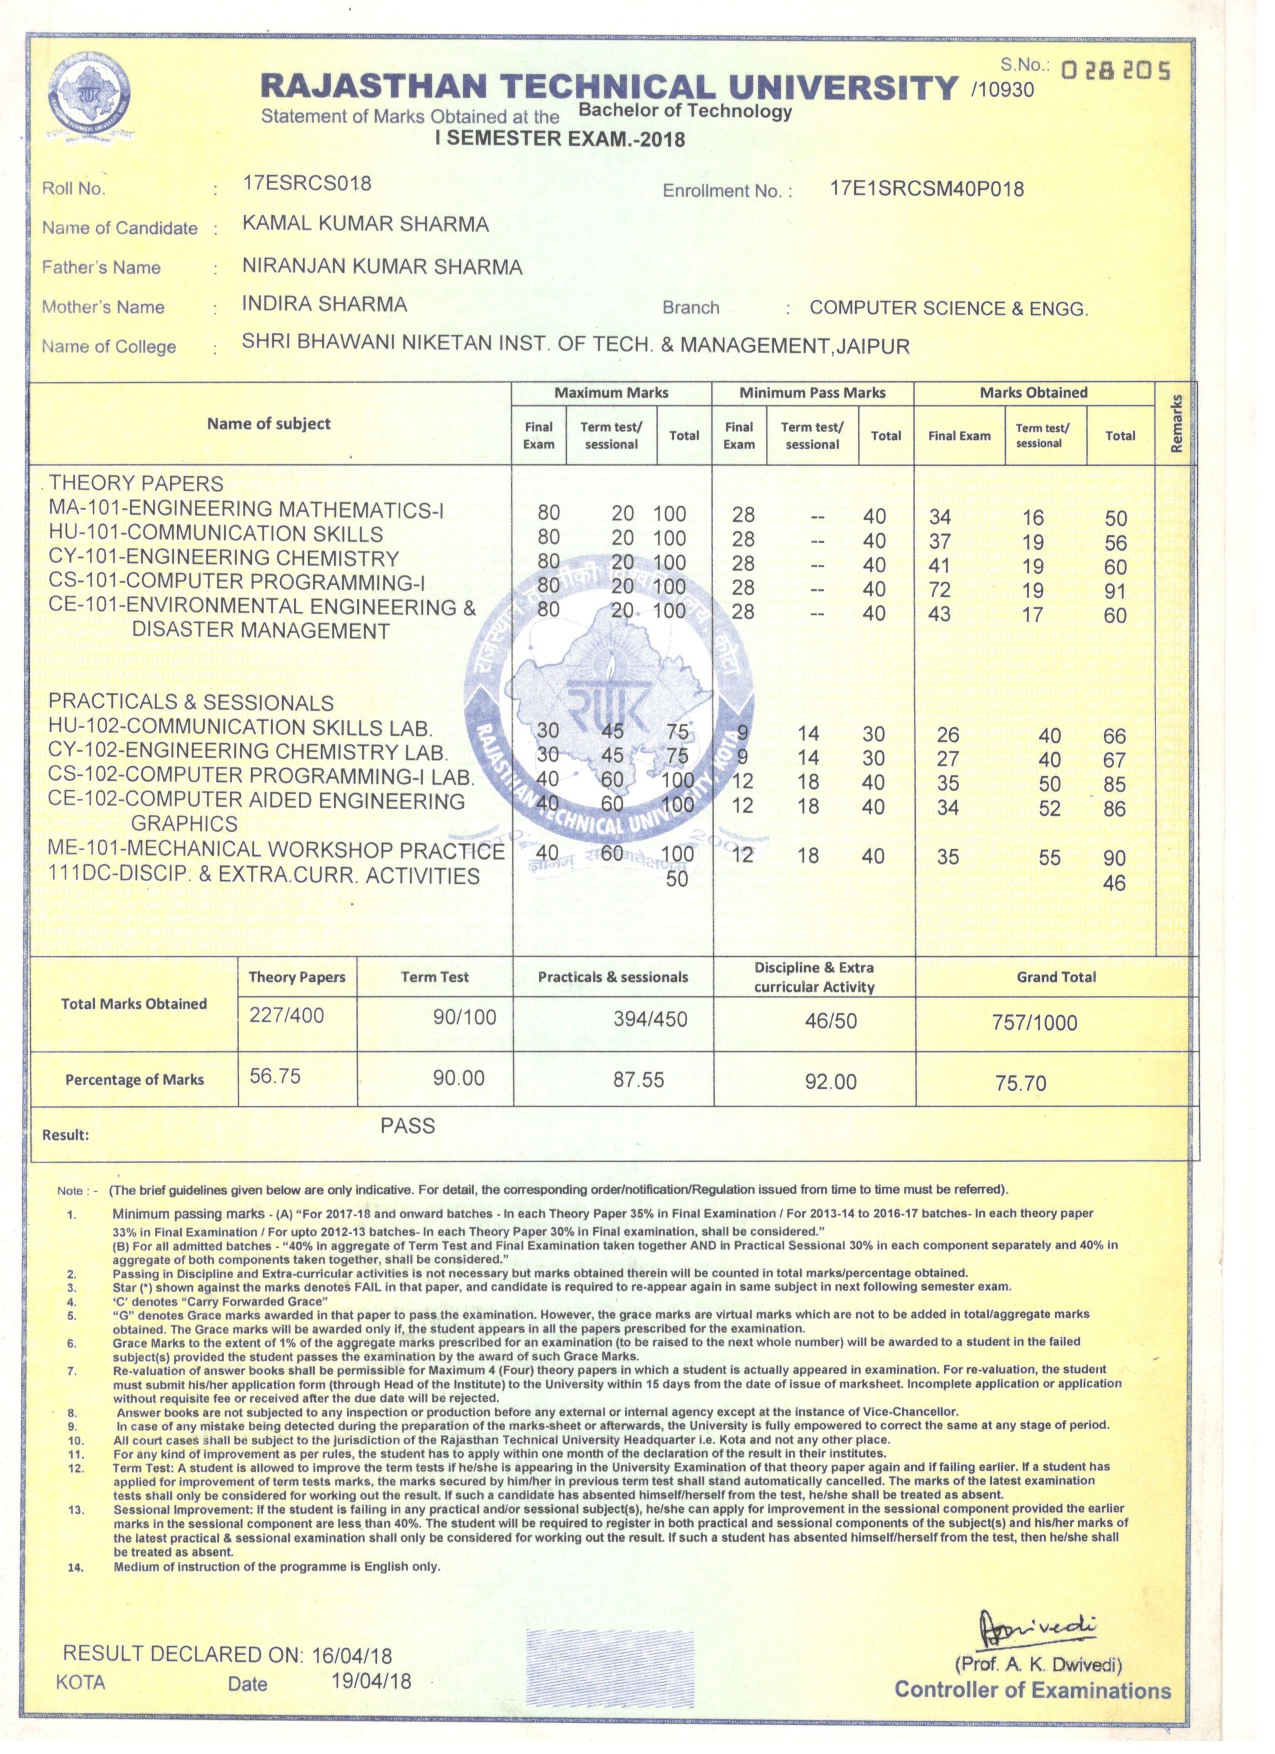 S.No.: 028205
RAJASTHAN TECHNICAL UNIVERSITY /10930
Statement of Marks Obtained at the Bachelor of Technology
I SEMESTER EXAM.-2018
Roll No. : 17ESRCS018 Enrollment No. : 17E1SRCSM40P018
Name of Candidate : KAMAL KUMAR SHARMA
Father's Name : NIRANJAN KUMAR SHARMA
Mother's Name : INDIRA SHARMA Branch : COMPUTER SCIENCE & ENGG.
Name of College : SHRI BHAWANI NIKETAN INST. OF TECH. & MANAGEMENT,JAIPUR
Name of subject Maximum Marks Minimum Pass Marks Marks Obtained Remarks
Final Exam Term test/ sessional Total Final Exam Term test/ sessional Total Final Exam Term test/ sessional Total
THEORY PAPERS
MA-101-ENGINEERING MATHEMATICS-I 80 20 100 28 -- 40 34 16 50
HU-101-COMMUNICATION SKILLS 80 20 100 28 -- 40 37 19 56
CY-101-ENGINEERING CHEMISTRY 80 20 100 28 -- 40 41 19 60
CS-101-COMPUTER PROGRAMMING-I 80 20 100 28 -- 40 72 19 91
CE-101-ENVIRONMENTAL ENGINEERING & 80 20 100 28 -- 40 43 17 60
DISASTER MANAGEMENT
PRACTICALS & SESSIONALS
HU-102-COMMUNICATION SKILLS LAB. 30 45 75 9 14 30 26 40 66
CY-102-ENGINEERING CHEMISTRY LAB. 30 45 75 9 14 30 27 40 67
CS-102-COMPUTER PROGRAMMING-I LAB. 40 60 100 12 18 40 35 50 85
CE-102-COMPUTER AIDED ENGINEERING 40 60 100 12 18 40 34 52 86
GRAPHICS
ME-101-MECHANICAL WORKSHOP PRACTICE 40 60 100 12 18 40 35 55 90
111DC-DISCIP. & EXTRA.CURR. ACTIVITIES 50 46
RAJASTHAN TECHNICAL UNIVERSITY, KOTA
Total Marks Obtained Theory Papers Term Test Practicals & sessionals Discipline & Extra curricular Activity Grand Total
227/400 90/100 394/450 46/50 757/1000
Percentage of Marks 56.75 90.00 87.55 92.00 75.70
Result: PASS
Note : - (The brief guidelines given below are only indicative. For detail, the corresponding order/notification/Regulation issued from time to time must be referred).
1. Minimum passing marks - (A) “For 2017-18 and onward batches - In each Theory Paper 35% in Final Examination / For 2013-14 to 2016-17 batches- In each theory paper
33% in Final Examination / For upto 2012-13 batches- In each Theory Paper 30% in Final examination, shall be considered.”
(B) For all admitted batches - “40% in aggregate of Term Test and Final Examination taken together AND in Practical Sessional 30% in each component separately and 40% in
aggregate of both components taken together, shall be considered.”
2. Passing in Discipline and Extra-curricular activities is not necessary but marks obtained therein will be counted in total marks/percentage obtained.
3. Star (*) shown against the marks denotes FAIL in that paper, and candidate is required to re-appear again in same subject in next following semester exam.
4. ‘C’ denotes “Carry Forwarded Grace”
5. “G” denotes Grace marks awarded in that paper to pass the examination. However, the grace marks are virtual marks which are not to be added in total/aggregate marks
obtained. The Grace marks will be awarded only if, the student appears in all the papers prescribed for the examination.
6. Grace Marks to the extent of 1% of the aggregate marks prescribed for an examination (to be raised to the next whole number) will be awarded to a student in the failed
subject(s) provided the student passes the examination by the award of such Grace Marks.
7. Re-valuation of answer books shall be permissible for Maximum 4 (Four) theory papers in which a student is actually appeared in examination. For re-valuation, the student
must submit his/her application form (through Head of the Institute) to the University within 15 days from the date of issue of marksheet. Incomplete application or application
without requisite fee or received after the due date will be rejected.
8. Answer books are not subjected to any inspection or production before any external or internal agency except at the instance of Vice-Chancellor.
9. In case of any mistake being detected during the preparation of the marks-sheet or afterwards, the University is fully empowered to correct the same at any stage of period.
10. All court cases shall be subject to the jurisdiction of the Rajasthan Technical University Headquarter i.e. Kota and not any other place.
11. For any kind of improvement as per rules, the student has to apply within one month of the declaration of the result in their institutes.
12. Term Test: A student is allowed to improve the term tests if he/she is appearing in the University Examination of that theory paper again and if failing earlier. If a student has
applied for improvement of term tests marks, the marks secured by him/her in previous term test shall stand automatically cancelled. The marks of the latest examination
tests shall only be considered for working out the result. If such a candidate has absented himself/herself from the test, he/she shall be treated as absent.
13. Sessional Improvement: If the student is failing in any practical and/or sessional subject(s), he/she can apply for improvement in the sessional component provided the earlier
marks in the sessional component are less than 40%. The student will be required to register in both practical and sessional components of the subject(s) and his/her marks of
the latest practical & sessional examination shall only be considered for working out the result. If such a student has absented himself/herself from the test, then he/she shall
be treated as absent.
14. Medium of instruction of the programme is English only.
RESULT DECLARED ON: 16/04/18
KOTA Date 19/04/18
(Prof. A. K. Dwivedi)
Controller of Examinations